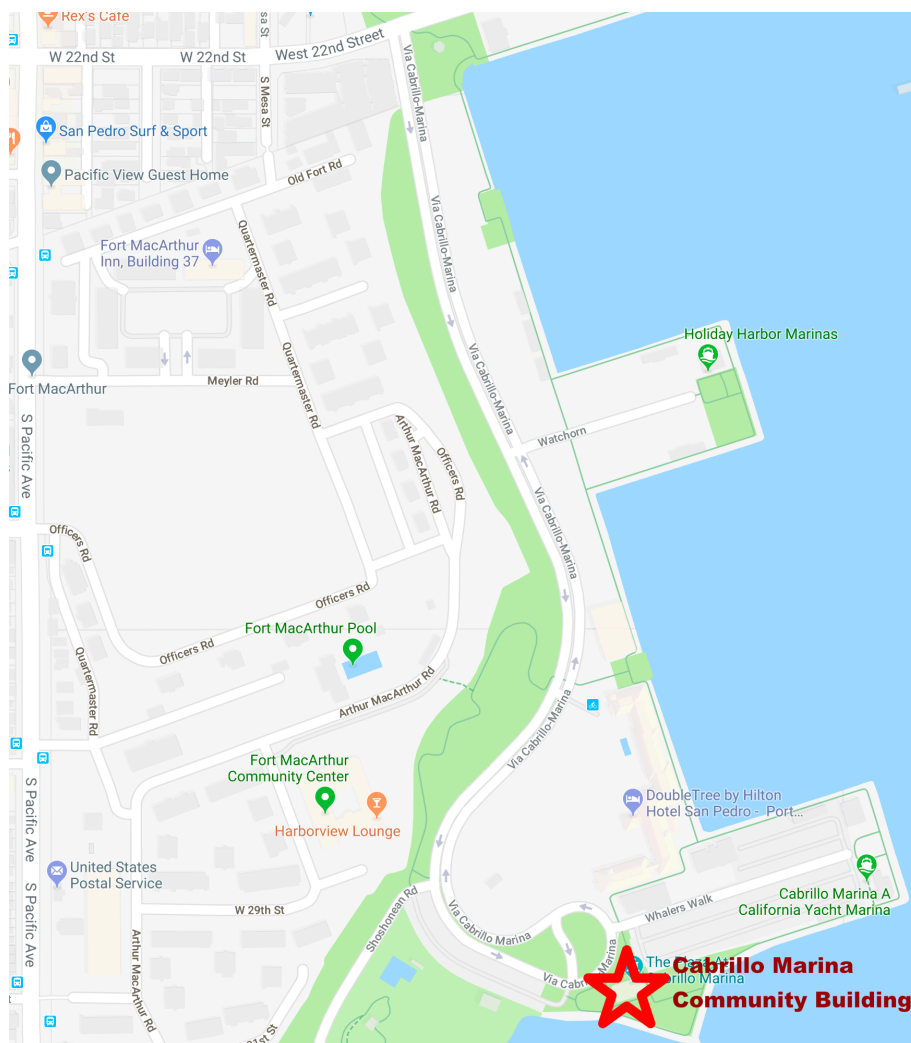 Rex's Cafe
W 22nd St
W 22nd St
West 22nd Street
S Mesa St
Via Cabrillo-Marina
San Pedro Surf & Sport
Pacific View Guest Home
Old Fort Rd
Via Cabrillo-Marina
Quartermaster Rd
Fort MacArthur
Inn, Building 37
Holiday Harbor Marinas
Via Cabrillo-Marina
Quartermaster Rd
Meyler Rd
Fort MacArthur
S Pacific Ave
Arthur MacArthur Rd
Officers Rd
Watchorn
Via Cabrillo-Marina
Officers Rd
Officers Rd
Fort MacArthur Pool
Officers Rd
Quartermaster Rd
Arthur MacArthur Rd
Via Cabrillo-Marina
Fort MacArthur
Community Center
Harborview Lounge
S Pacific Ave
DoubleTree by Hilton
Hotel San Pedro - Port...
United States
Postal Service
S Pacific Ave
Cabrillo Marina A
California Yacht Marina
Whalers Walk
W 29th St
Shoshonean Rd
Via Cabrillo Marina
Arthur MacArthur Rd
The Plaza At
Cabrillo Marina
Cabrillo Marina
Community Building
31st St